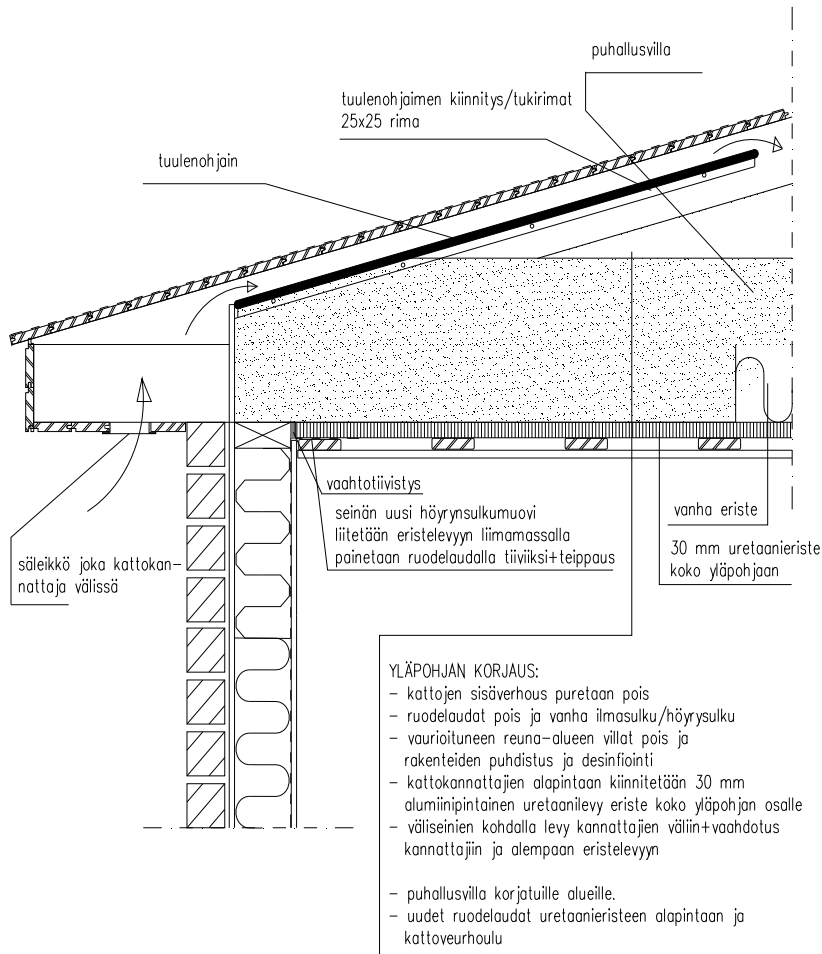 puhallusvilla
tuulenohjaimen kiinnitys/tukirimat
25x25 rima
tuulenohjain
vaahtotiivistys
seinän uusi höyrynsulkumuovi
liitetään eristelevyyn liimamassalla
painetaan ruodelaudalla tiiviiksi+teippaus
vanha eriste
30 mm uretaanieriste
koko yläpohjaan
säleikkö joka kattokan-
nattaja välissä
YLÄPOHJAN KORJAUS:
- kattojen sisäverhous puretaan pois
- ruodelaudat pois ja vanha ilmasulku/höyrysulku
- vaurioituneen reuna-alueen villat pois ja
rakenteiden puhdistus ja desinfiointi
- kattokannattajien alapintaan kiinnitetään 30 mm
alumiinipintainen uretaanilevy eriste koko yläpohjan osalle
- väliseinien kohdalla levy kannattajien väliin+vaahdotus
kannattajiin ja alempaan eristelevyyn
- puhallusvilla korjatuille alueille.
- uudet ruodelaudat uretaanieristeen alapintaan ja
kattoveurhoulu